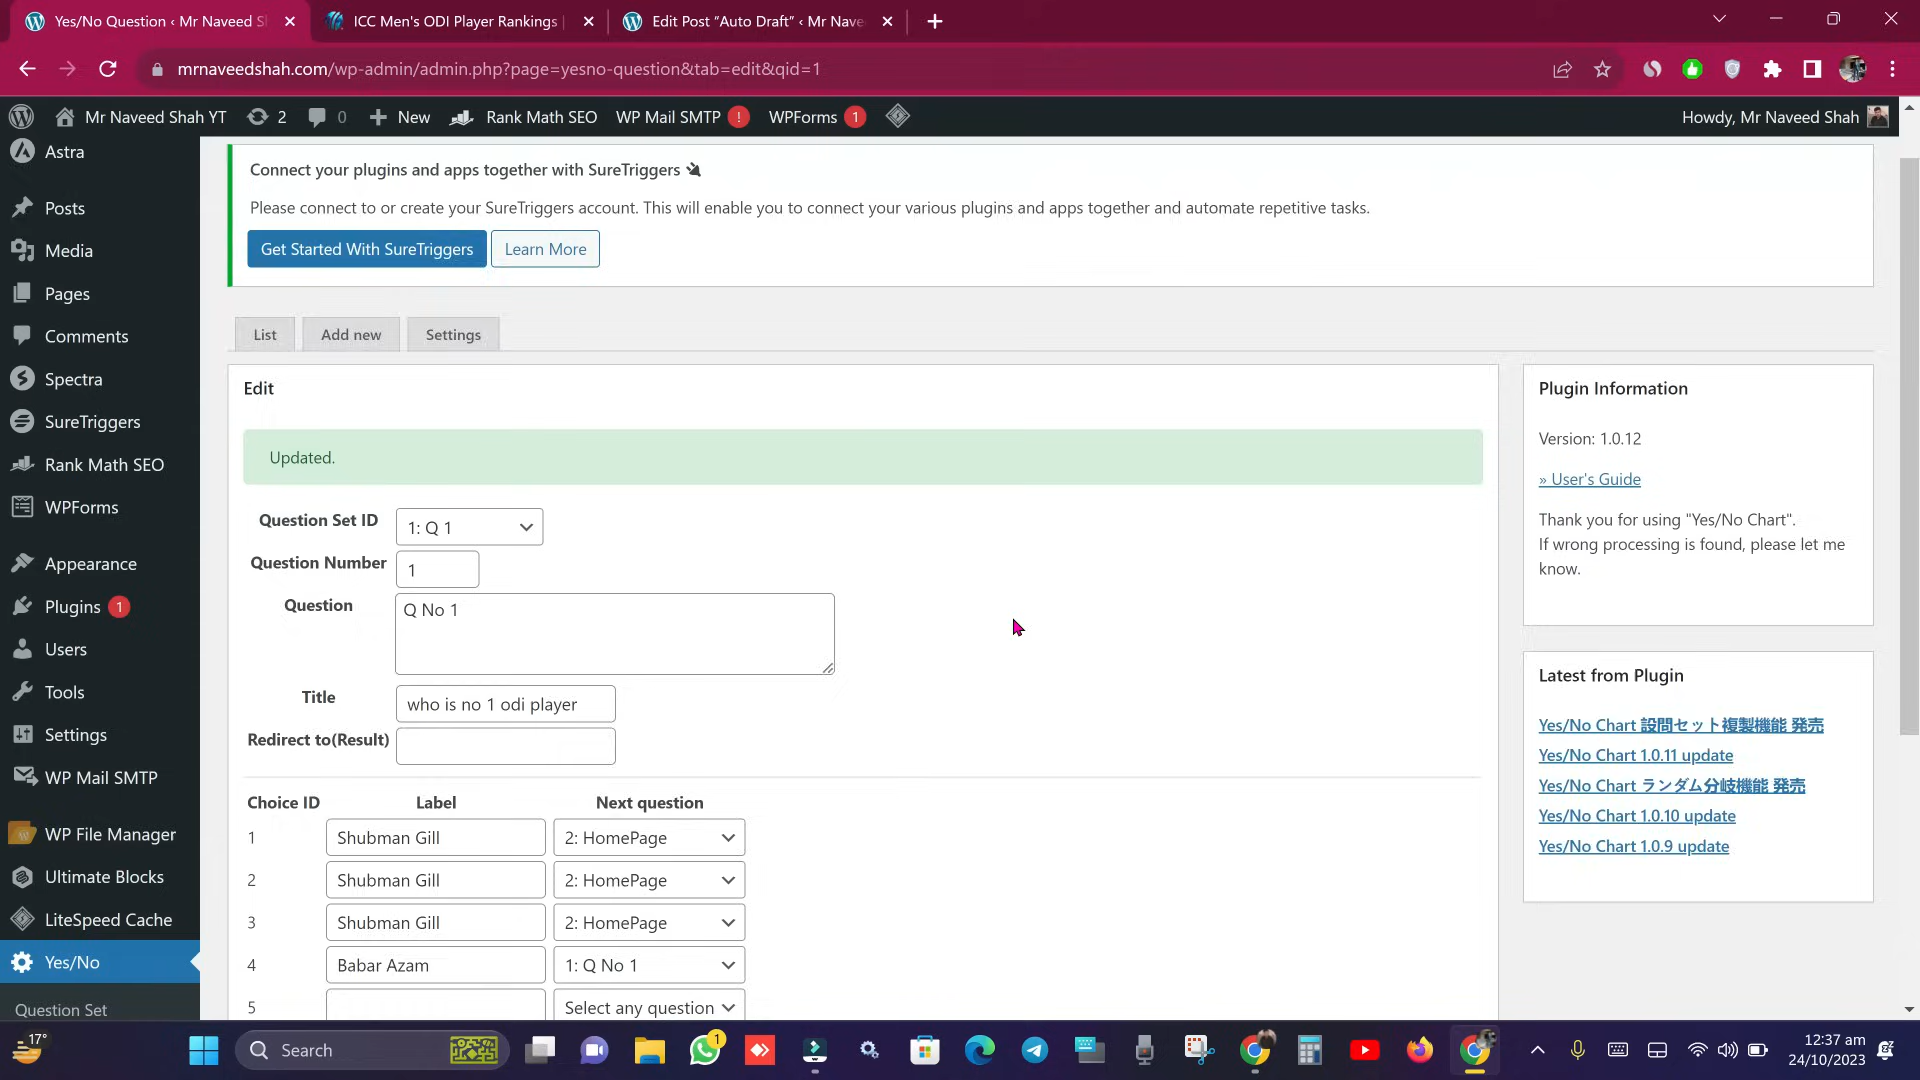 Yes/No Question ‹ Mr Naveed S
ICC Men's ODI Player Rankings
Edit Post “Auto Draft” ‹ Mr Nave
mrnaveedshah.com/wp-admin/admin.php?page=yesno-question&tab=edit&qid=1
Mr Naveed Shah YT
2
0
New
Rank Math SEO
WP Mail SMTP
!
WPForms
1
Howdy, Mr Naveed Shah
Astra
Posts
Media
Pages
Comments
Spectra
SureTriggers
Rank Math SEO
WPForms
Appearance
Plugins
1
Users
Tools
Settings
WP Mail SMTP
WP File Manager
Ultimate Blocks
LiteSpeed Cache
Yes/No
Question Set
Connect your plugins and apps together with SureTriggers
Please connect to or create your SureTriggers account. This will enable you to connect your various plugins and apps together and automate repetitive tasks.
Get Started With SureTriggers
Learn More
List
Add new
Settings
Edit
Updated.
Question Set ID
1: Q 1
Question Number
1
Question
Q No 1
Title
who is no 1 odi player
Redirect to(Result)
Choice ID
Label
Next question
1
Shubman Gill
2: HomePage
2
Shubman Gill
2: HomePage
3
Shubman Gill
2: HomePage
4
Babar Azam
1: Q No 1
5
Select any question
Plugin Information
Version: 1.0.12
» User's Guide
Thank you for using "Yes/No Chart".
If wrong processing is found, please let me
know.
Latest from Plugin
Yes/No Chart 設問セット複製機能 発売
Yes/No Chart 1.0.11 update
Yes/No Chart ランダム分岐機能 発売
Yes/No Chart 1.0.10 update
Yes/No Chart 1.0.9 update
17°
Search
1
12:37 am
24/10/2023